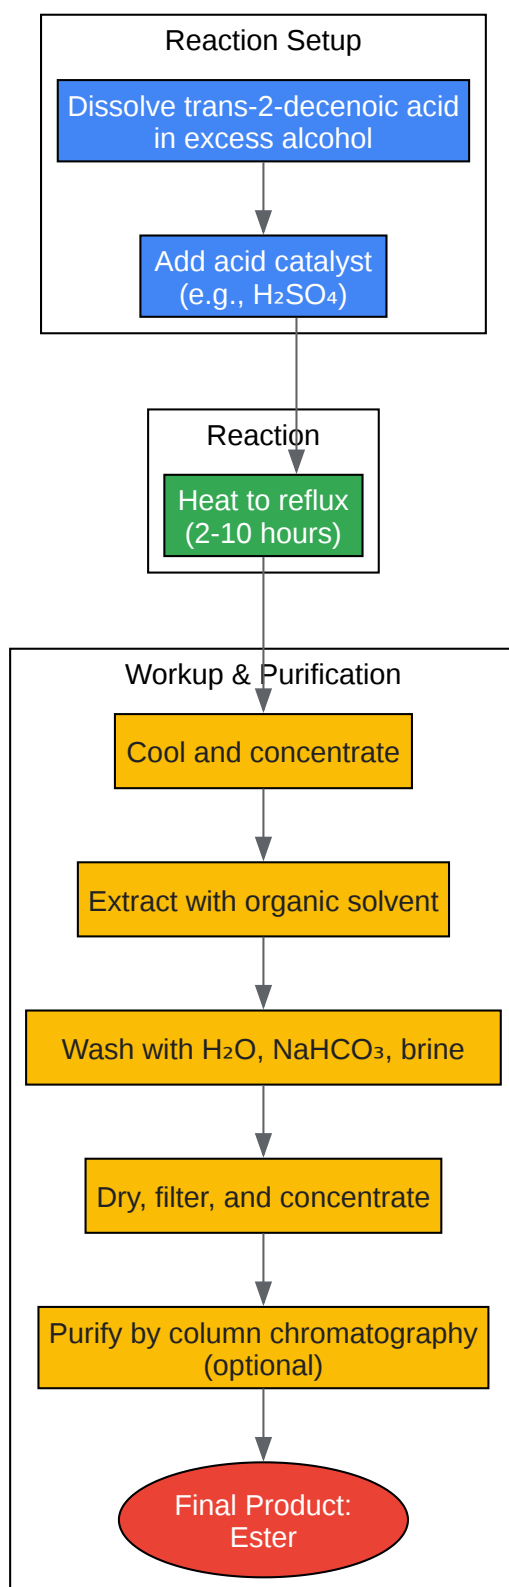 Reaction Setup
Dissolve trans-2-decenoic acid
in excess alcohol
Add acid catalyst
(e.g., H₂SO₄)
Reaction
Heat to reflux
(2-10 hours)
Workup & Purification
Cool and concentrate
Extract with organic solvent
Wash with H₂O, NaHCO₃, brine
Dry, filter, and concentrate
Purify by column chromatography
(optional)
Final Product:
Ester